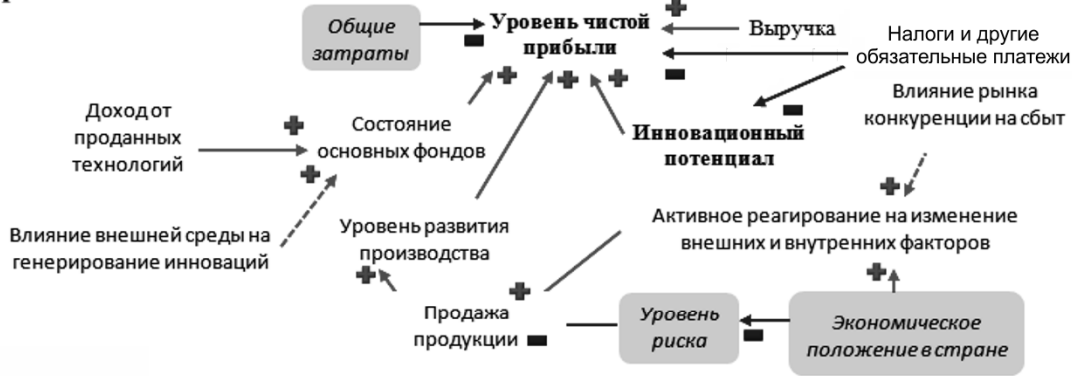 Общие
затраты
Уровень чистой
прибыли
Выручка
Налоги и другие
обязательные платежи
Влияние рынка
конкуренции на сбыт
Доход от
проданных
технологий
Состояние
основных фондов
Инновационный
потенциал
Влияние внешней среды на
генерирование инноваций
Уровень развития
производства
Активное реагирование на изменение
внешних и внутренних факторов
Продажа
продукции
Уровень
риска
Экономическое
положение в стране